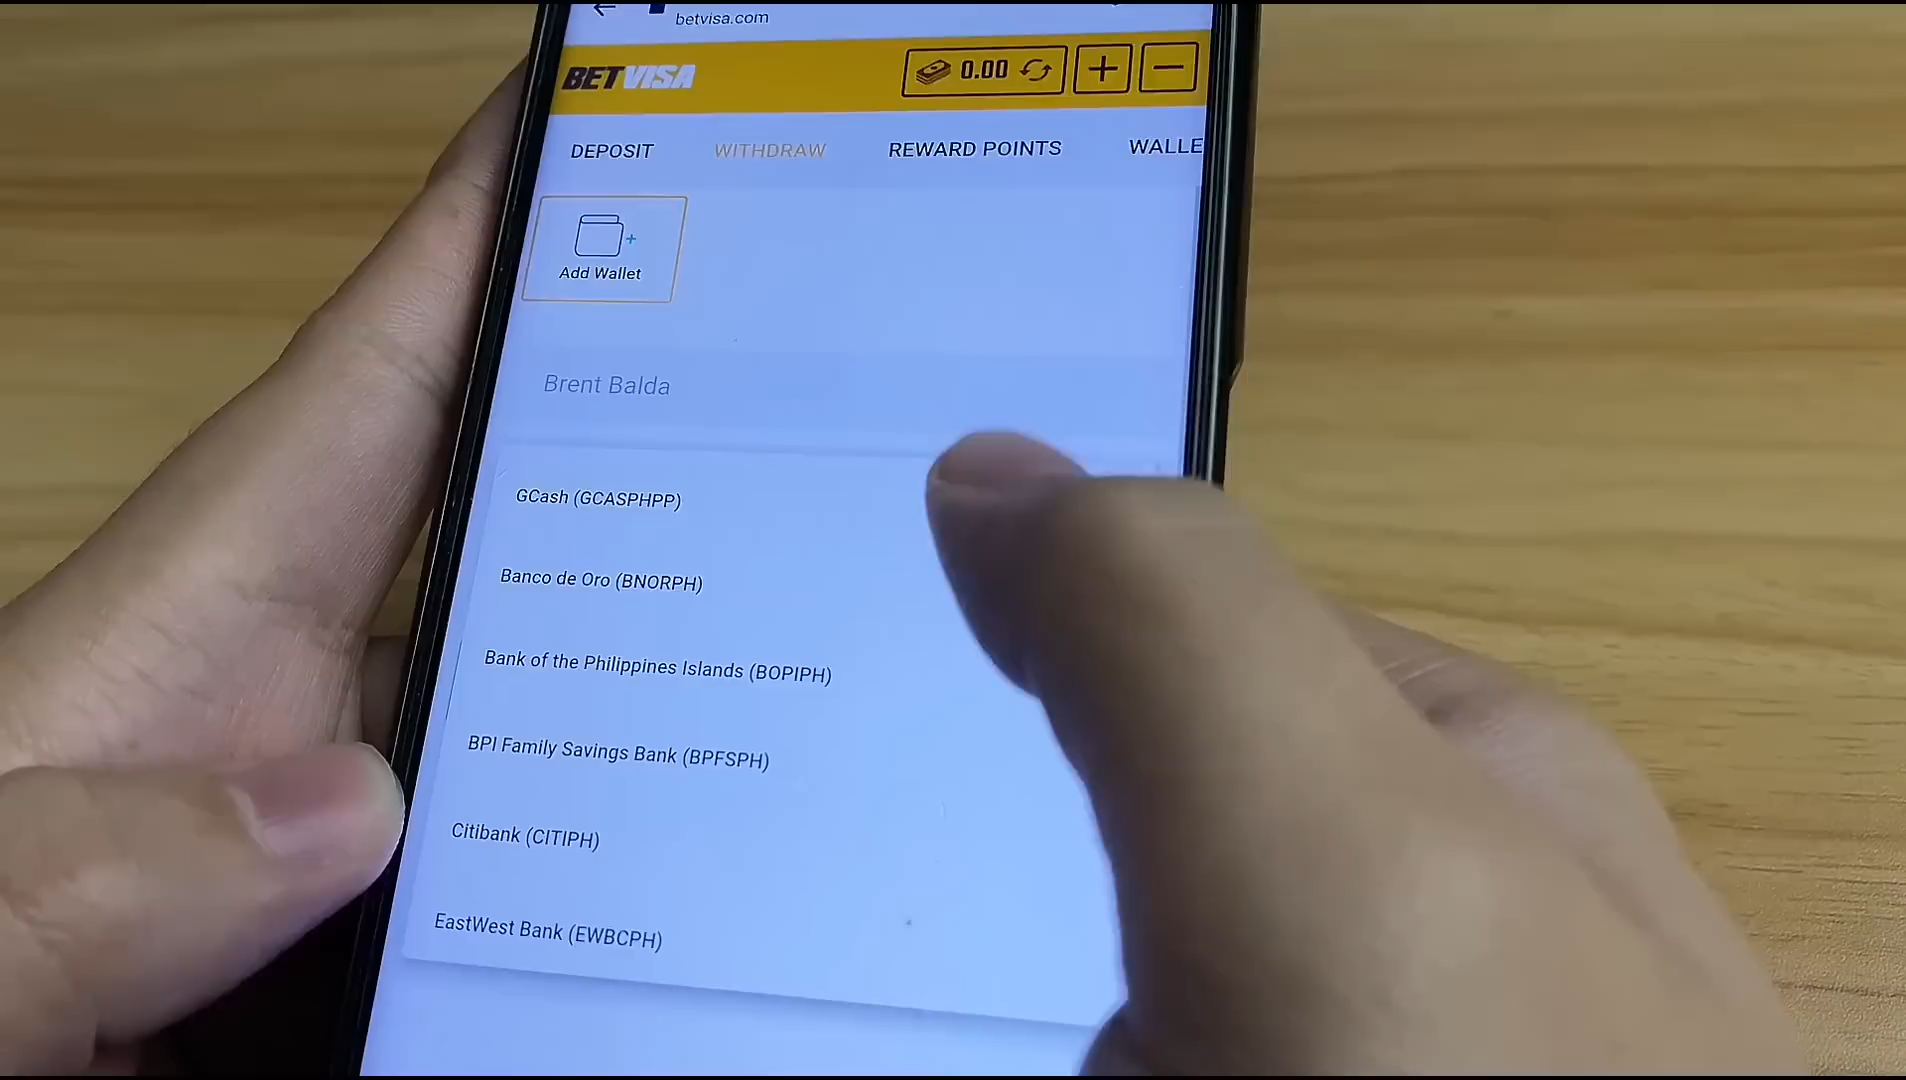 betvisa.com
BETVISA
0.00
DEPOSIT WITHDRAW REWARD POINTS WALLE
Add Wallet
Brent Balda
GCash (GCASPHPP)
Banco de Oro (BNORPH)
Bank of the Philippines Islands (BOPIPH)
BPI Family Savings Bank (BPFSPH)
Citibank (CITIPH)
EastWest Bank (EWBCPH)